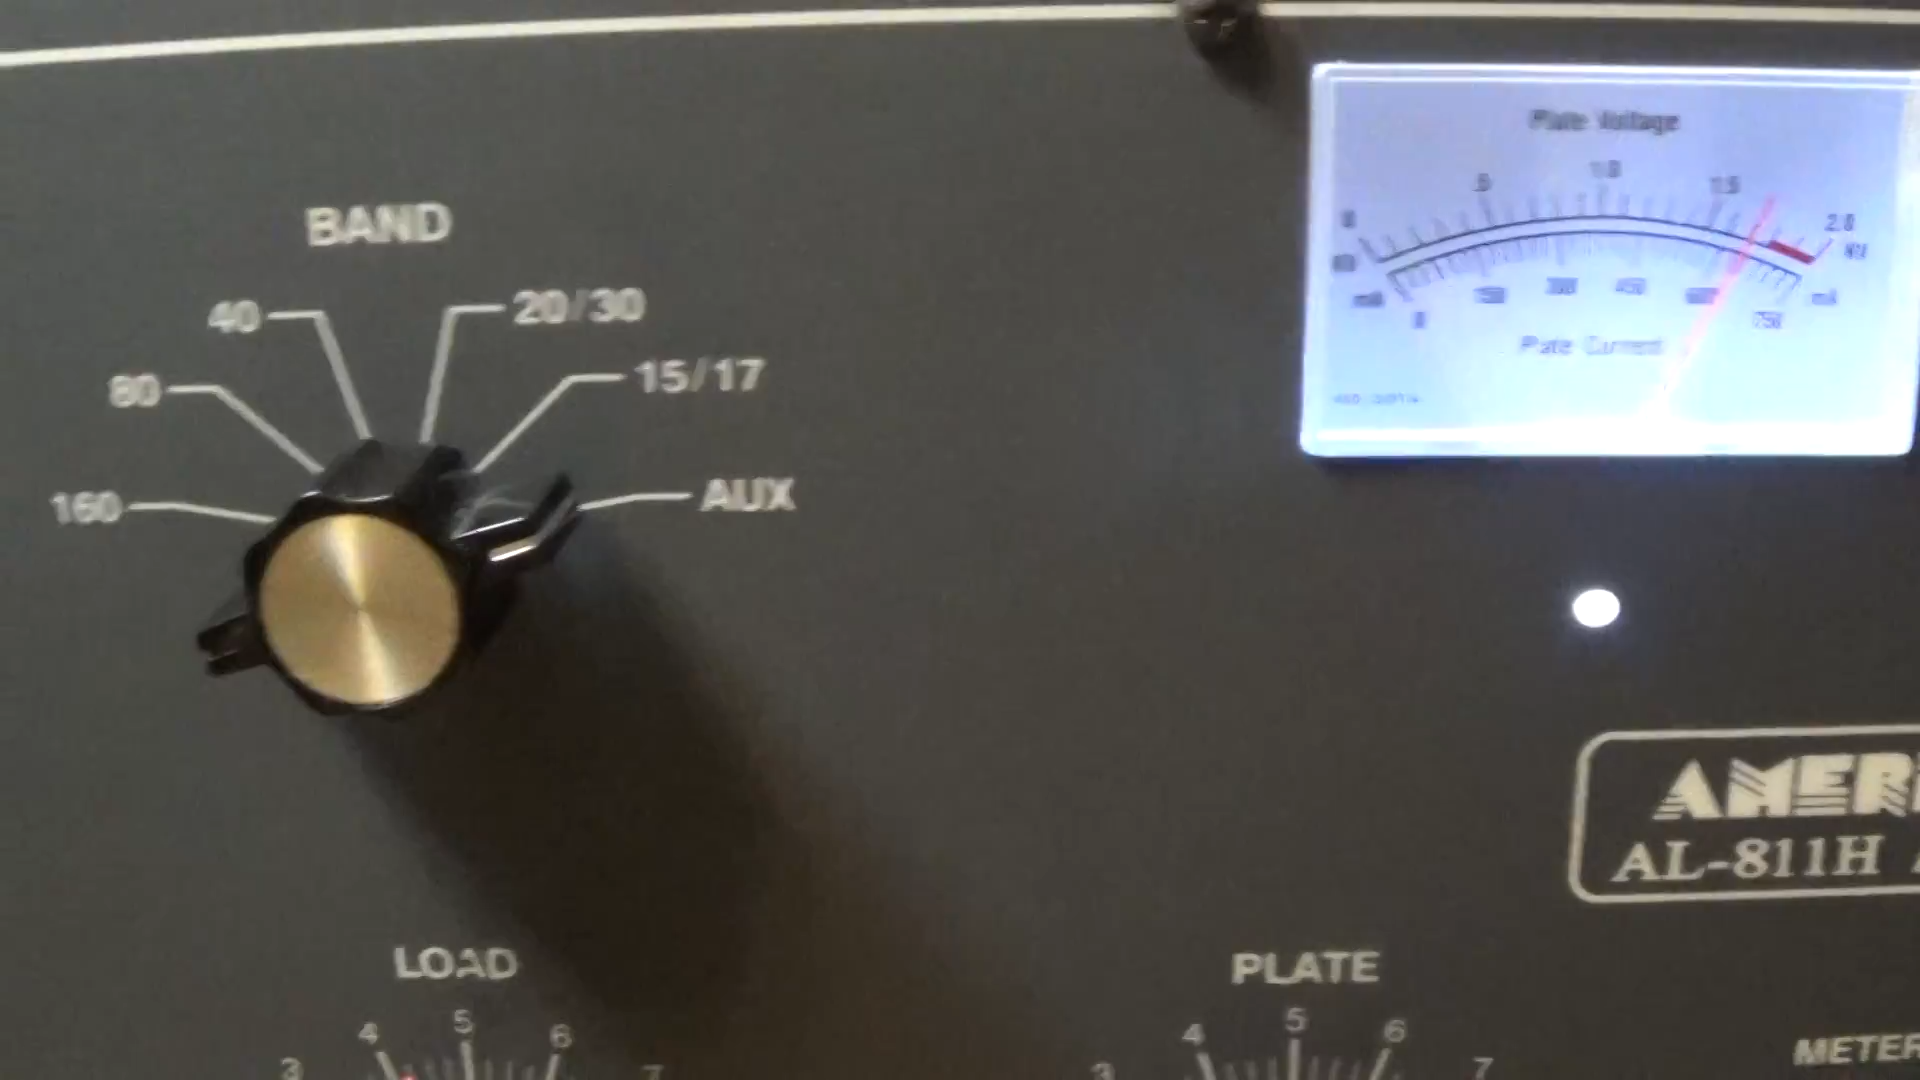 Plate Voltage
0 .5 1.0 1.5 2.0
KV KV
mA 150 300 450 600 mA
0 750
Plate Current
BAND
40 20/30
80 15/17
160 AUX
AMERI
AL-811H
LOAD
3 4 5 6 7
PLATE
3 4 5 6 7
METER